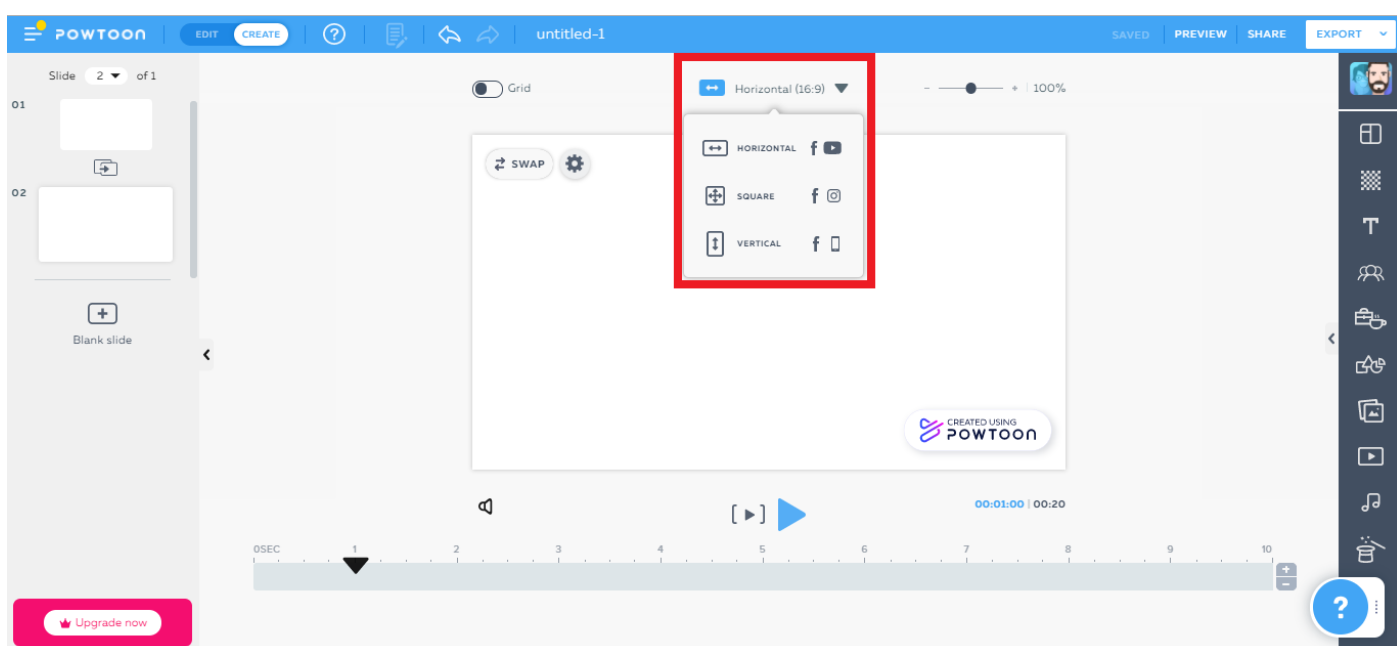 POWTOON EDIT CREATE ? untitled-1 SAVED PREVIEW SHARE EXPORT
Slide 2 of 1
Grid
Horizontal (16:9)
- + 100%
01
HORIZONTAL
SWAP
02
SQUARE
VERTICAL
Blank slide
CREATED USING
POWTOON
00:01:00 | 00:20
0SEC 1 2 3 4 5 6 7 8 9 10
+
-
Upgrade now
?